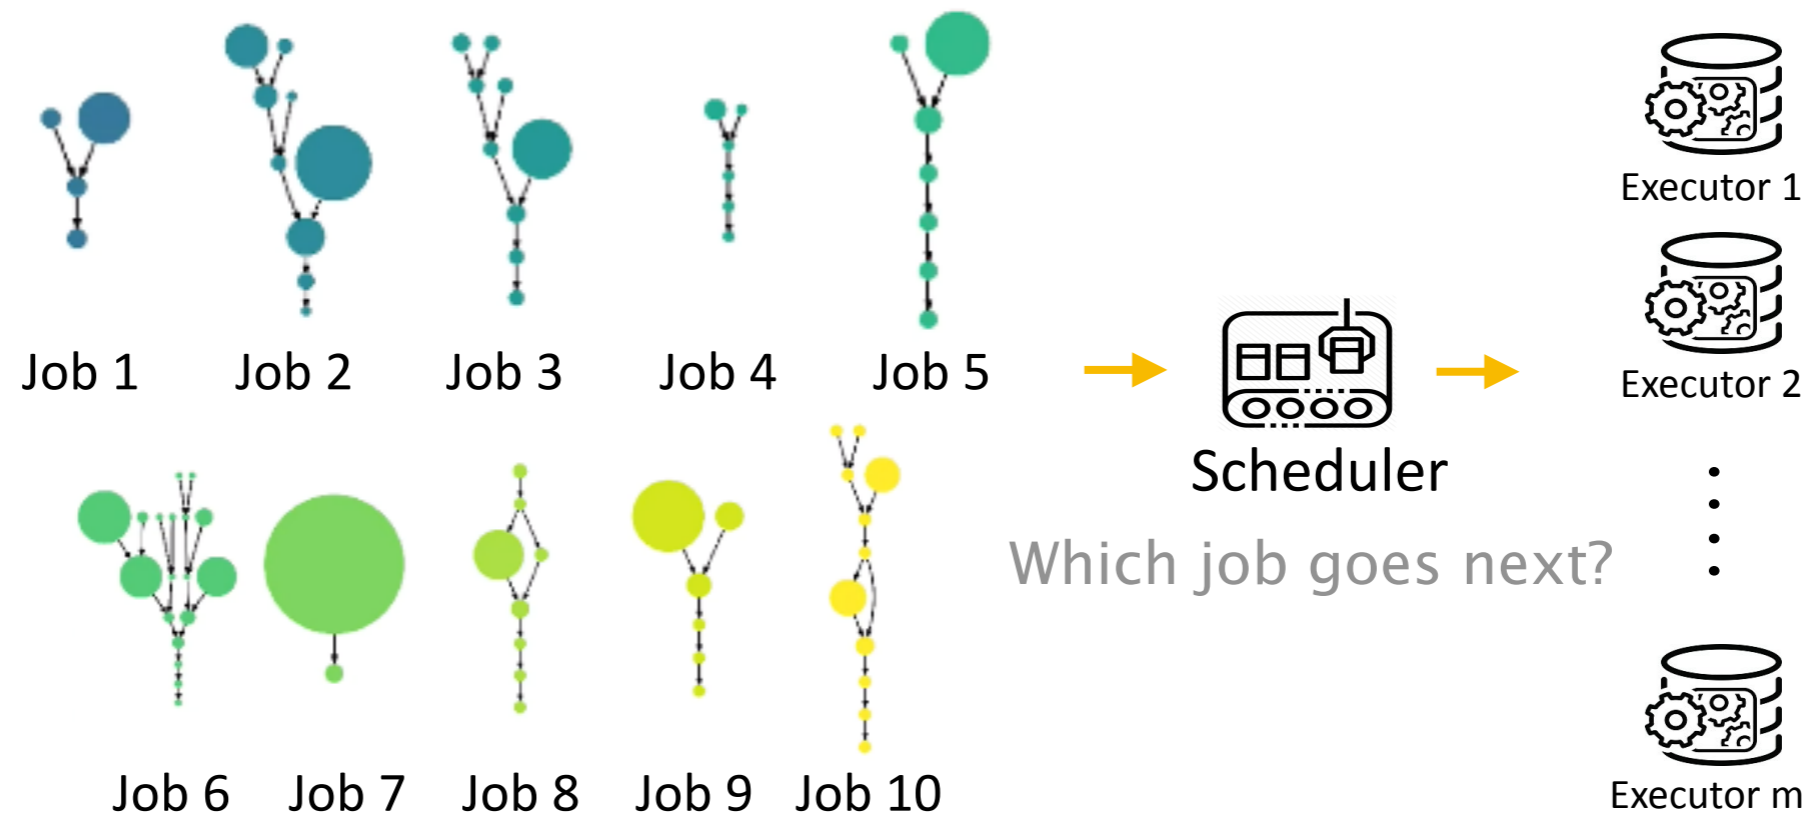 Job 1
Job 2
Job 3
Job 4
Job 5
Job 6
Job 7
Job 8
Job 9
Job 10
Scheduler
Which job goes next?
Executor 1
Executor 2
Executor m